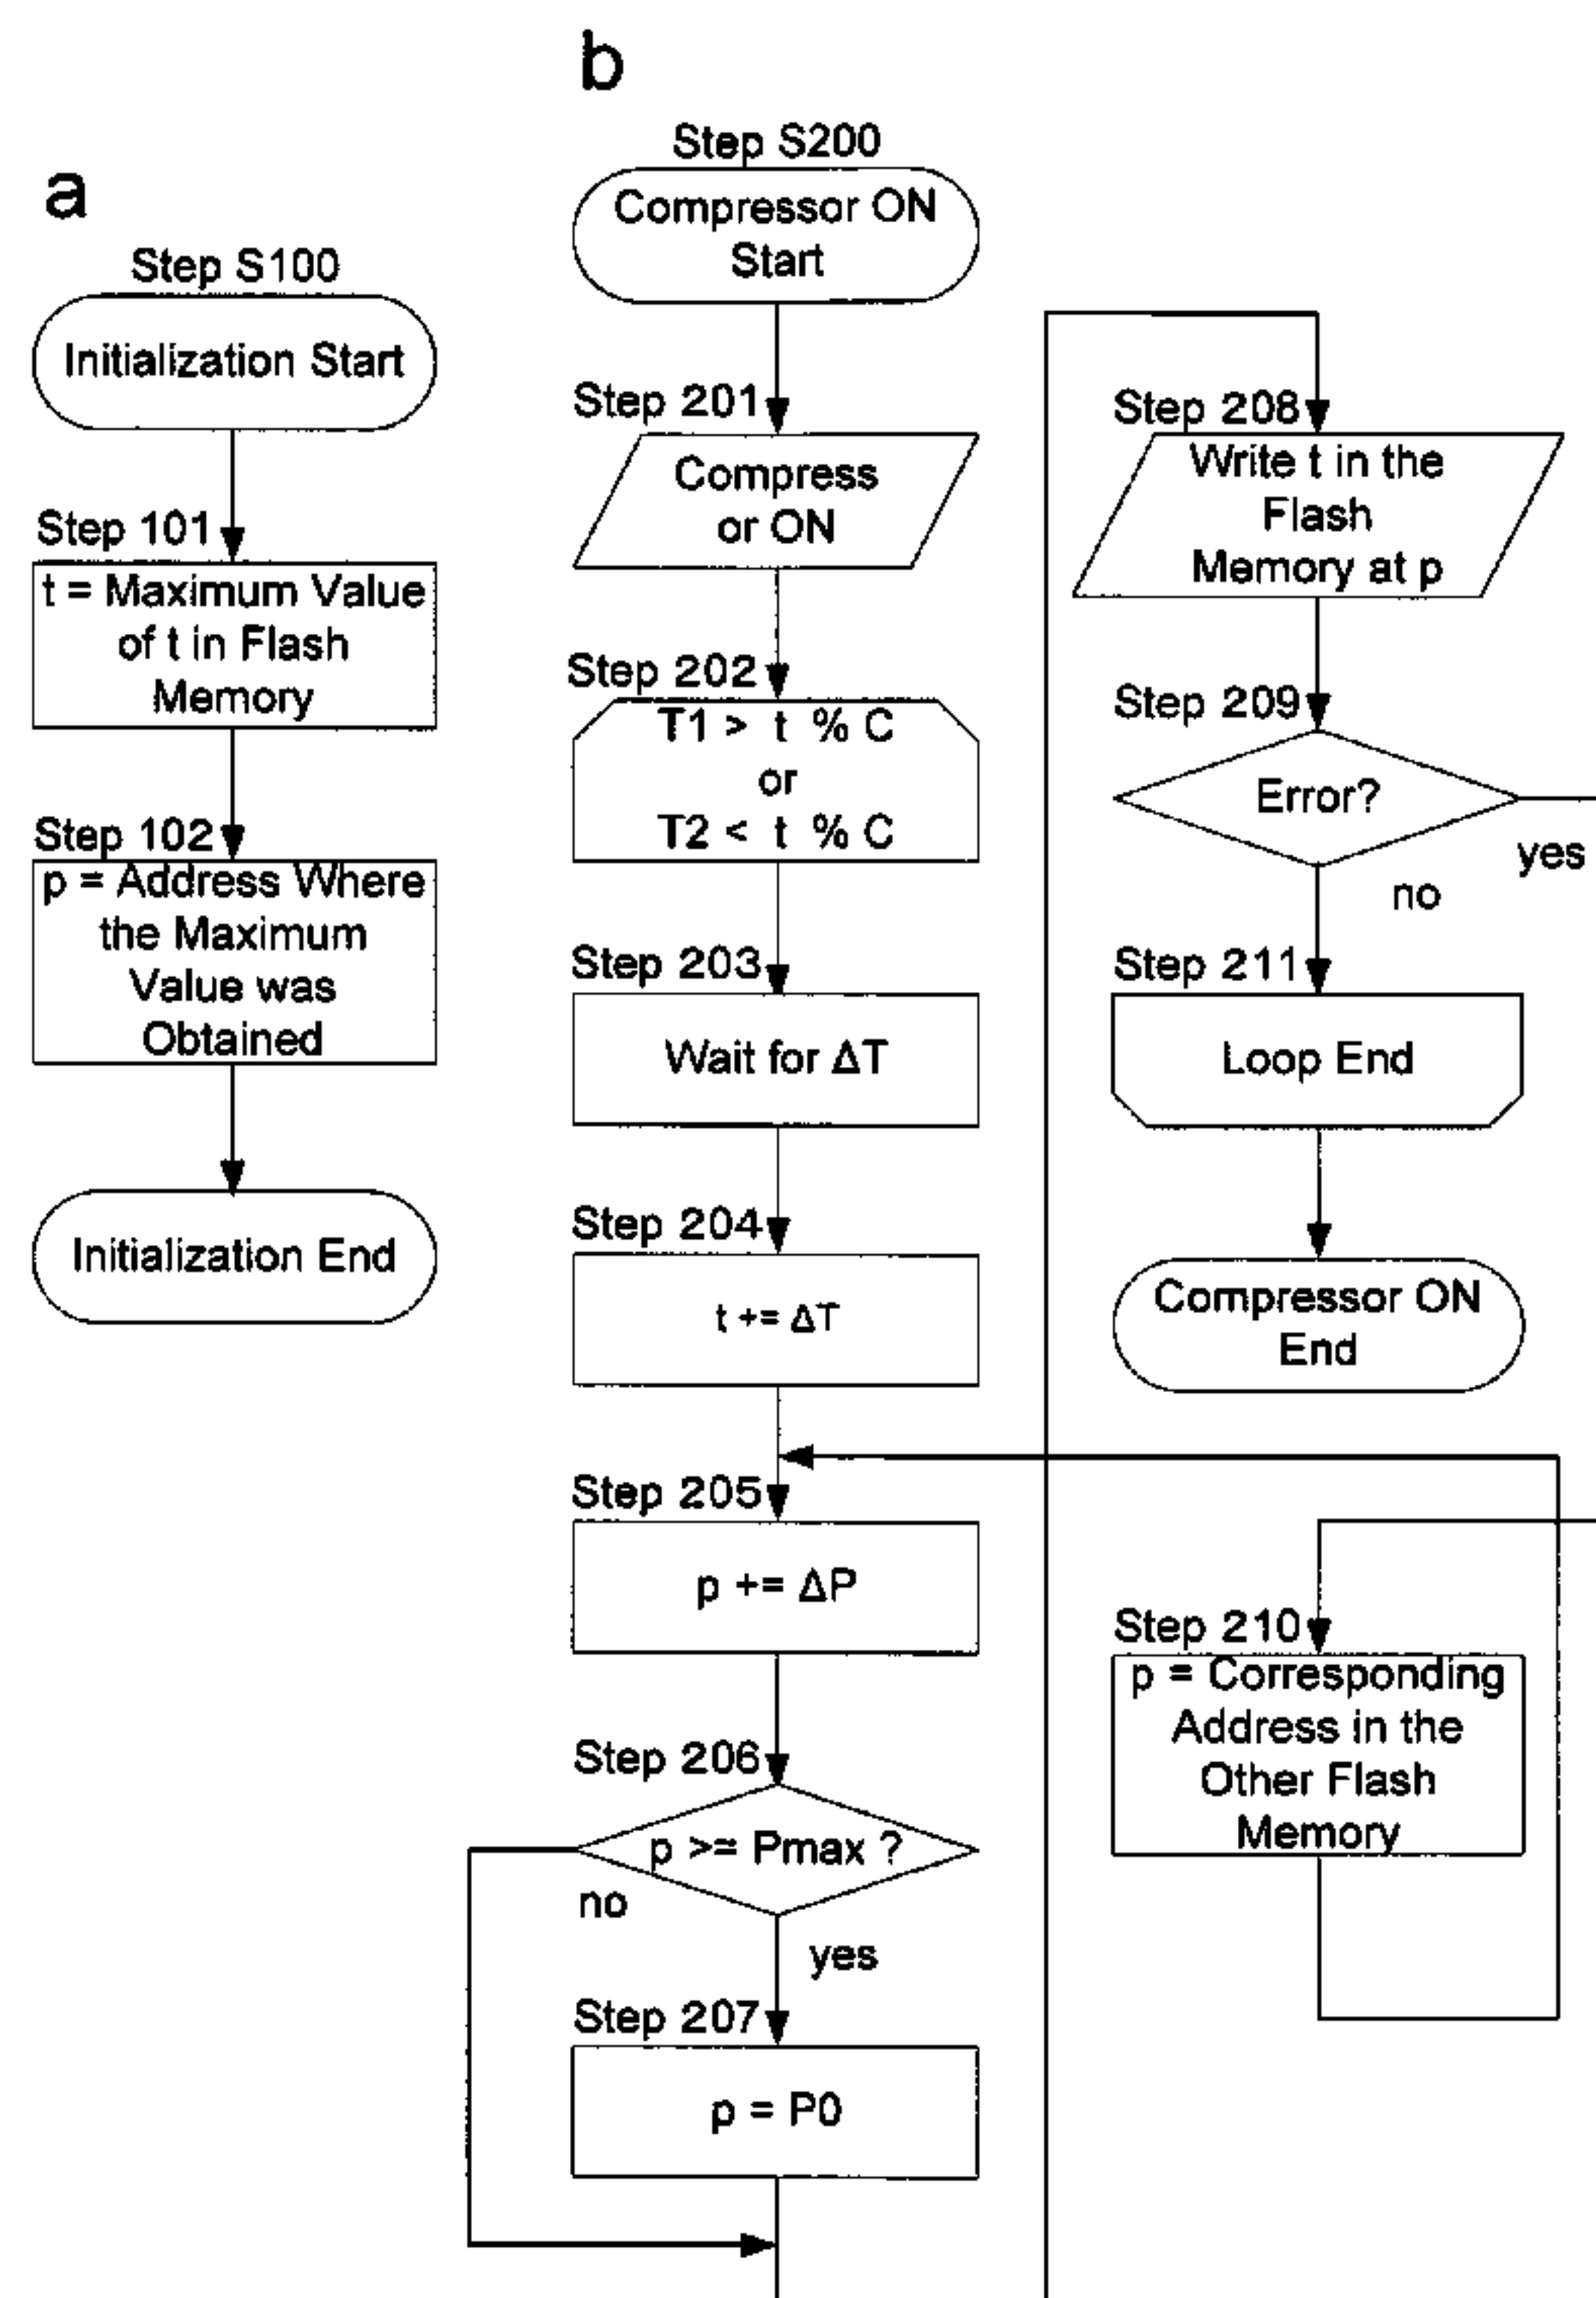 a
Step S100
Initialization Start
Step 101
t = Maximum Value
of t in Flash
Memory
Step 102
p = Address Where
the Maximum
Value was
Obtained
Initialization End
b
Step S200
Compressor ON
Start
Step 201
Compress
or ON
Step 202
T1 > t % C
or
T2 < t % C
Step 203
Wait for ΔT
Step 204
t += ΔT
Step 205
p += ΔP
Step 206
p >= Pmax ?
no
yes
Step 207
p = P0
Step 208
Write t in the
Flash
Memory at p
Step 209
Error?
yes
no
Step 211
Loop End
Compressor ON
End
Step 210
p = Corresponding
Address in the
Other Flash
Memory